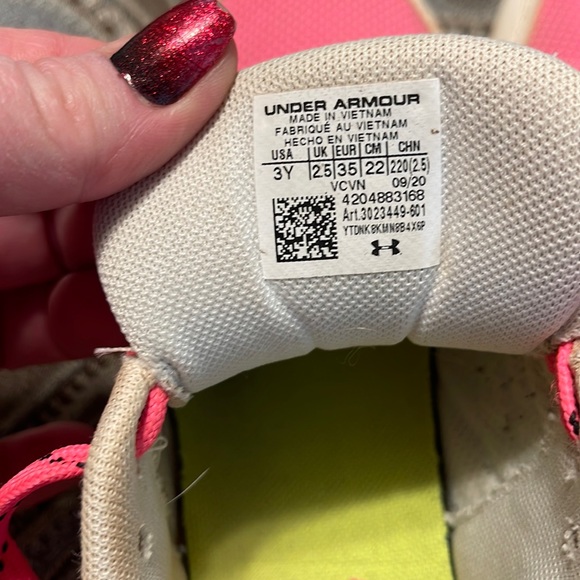 UNDER ARMOUR
MADE IN VIETNAM
FABRIQUÉ AU VIETNAM
HECHO EN VIETNAM
USA UK EUR CM CHN
3Y 2.5 35 22 220(2.5)
VCVN 09/20
4204883168
Art.3023449-601
YTDNK8KMN8B4X6P